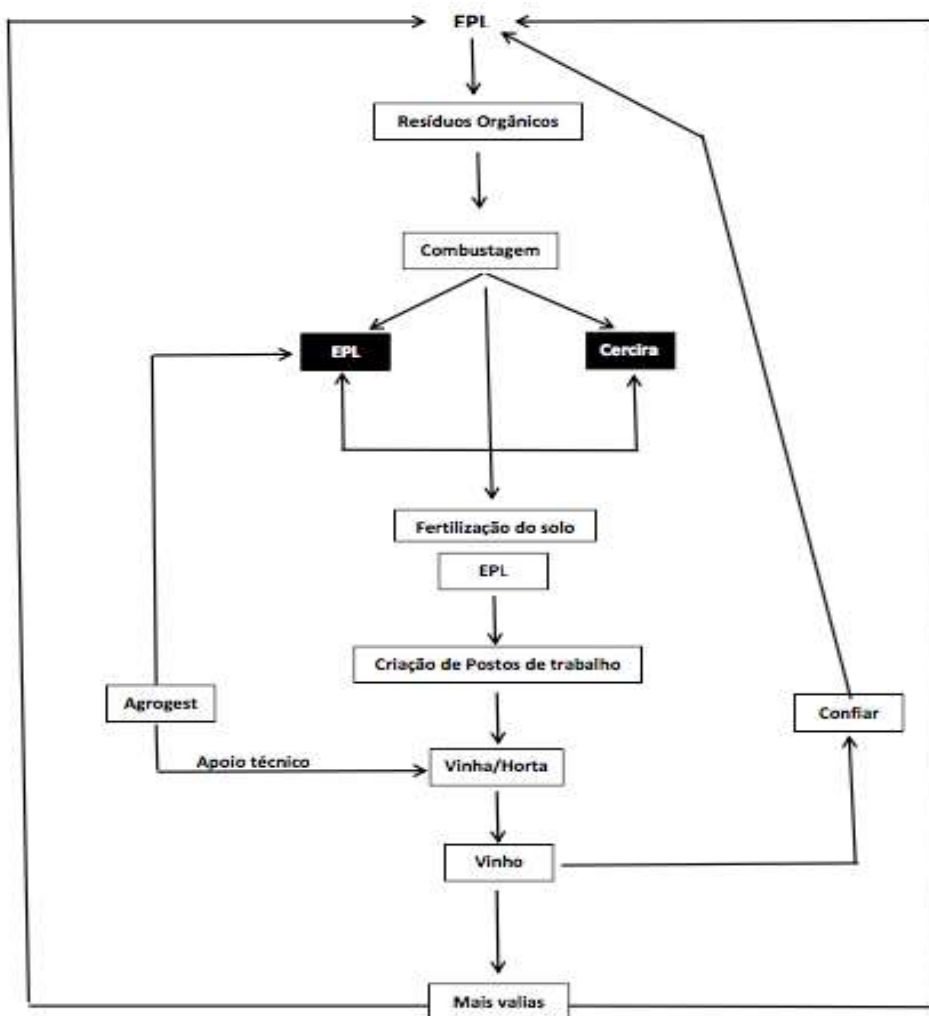 EPL
Resíduos Orgânicos
Combustagem
EPL
Cercira
Fertilização do solo
EPL
Criação de Postos de trabalho
Agrogest
Confiar
Apoio técnico
Vinha/Horta
Vinho
Mais valias